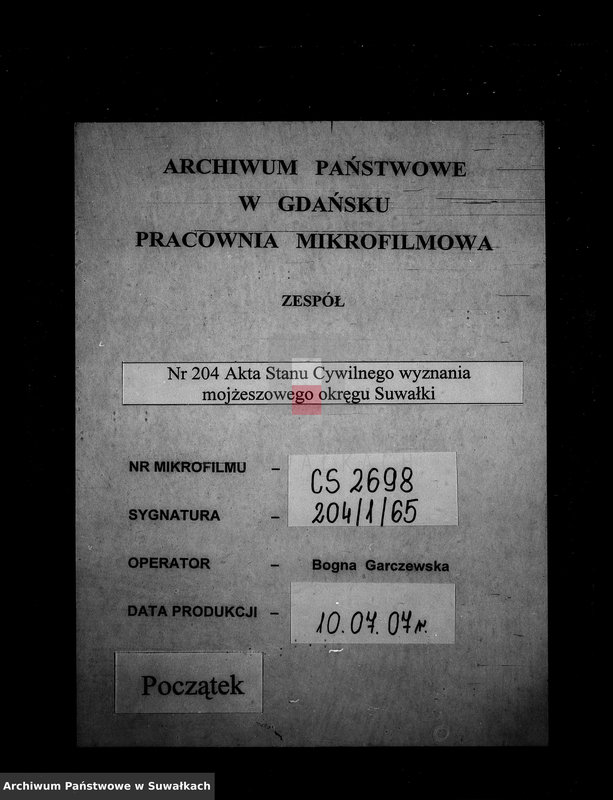 ARCHIWUM PAŃSTWOWE
W GDAŃSKU
PRACOWNIA MIKROFILMOWA
ZESPÓŁ
Nr 204 Akta Stanu Cywilnego wyznania
mojżeszowego okręgu Suwałki
NR MIKROFILMU – CS 2698
SYGNATURA – 204/1/65
OPERATOR – Bogna Garczewska
DATA PRODUKCJI – 10.07.07r.
Początek
Archiwum Państwowe w Suwałkach